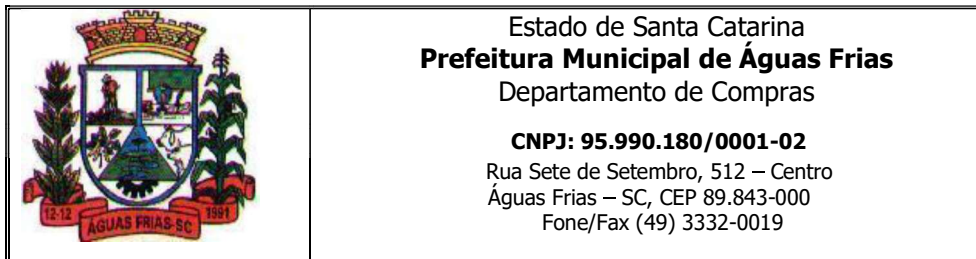 Estado de Santa Catarina
Prefeitura Municipal de Águas Frias
Departamento de Compras
CNPJ: 95.990.180/0001-02
Rua Sete de Setembro, 512 – Centro
Águas Frias – SC, CEP 89.843-000
Fone/Fax (49) 3332-0019
12-12
ÁGUAS FRIAS-SC
1991